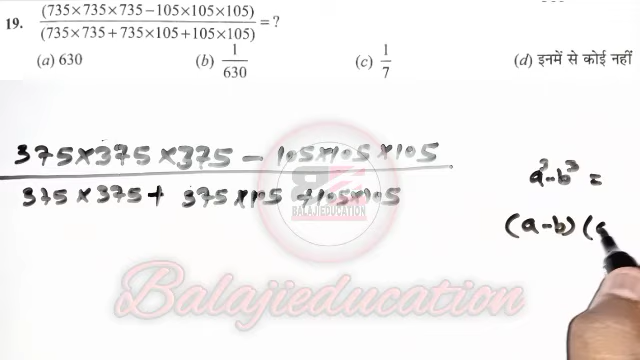 19. (735×735×735−105×105×105) / (735×735+735×105+105×105) = ?
(a) 630 (b) 1/630 (c) 1/7 (d) इनमें से कोई नहीं
375×375×375 − 105×105×105
375×375+ 375×105 +105×105
a³-b³ =
(a-b) (a
BALAJIEDUCATION
Balajieducation